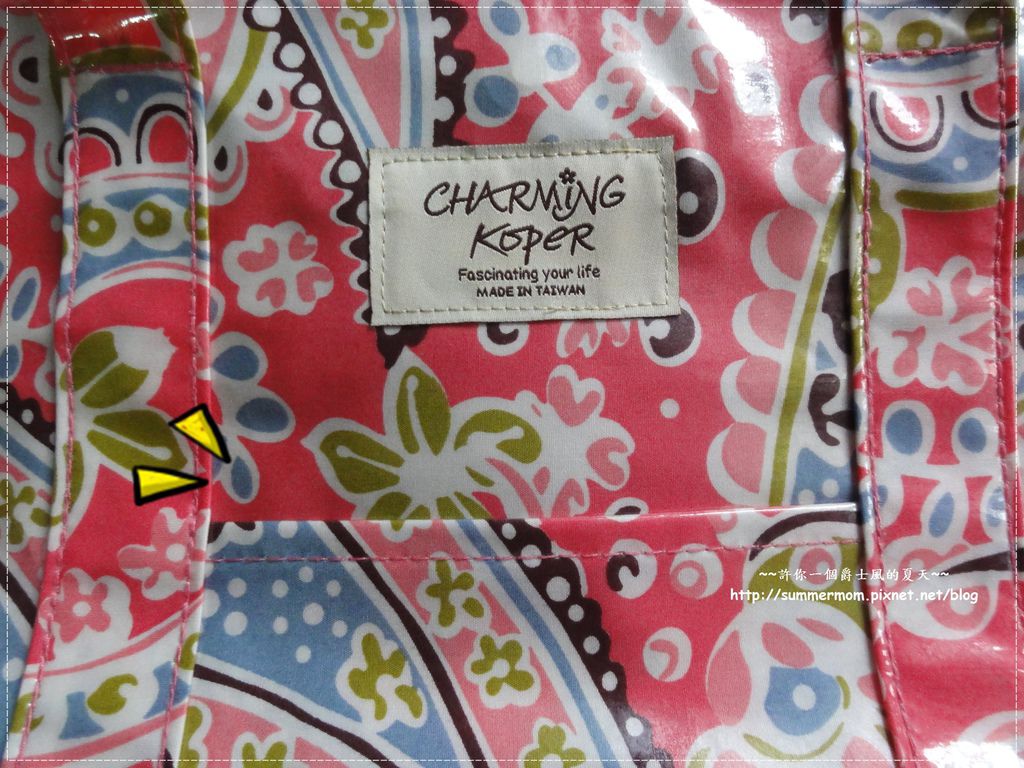 CHARMiNG
KOPER
Fascinating your life
MADE IN TAIWAN
~~許你一個爵士風的夏天~~
http://summermom.pixnet.net/blog